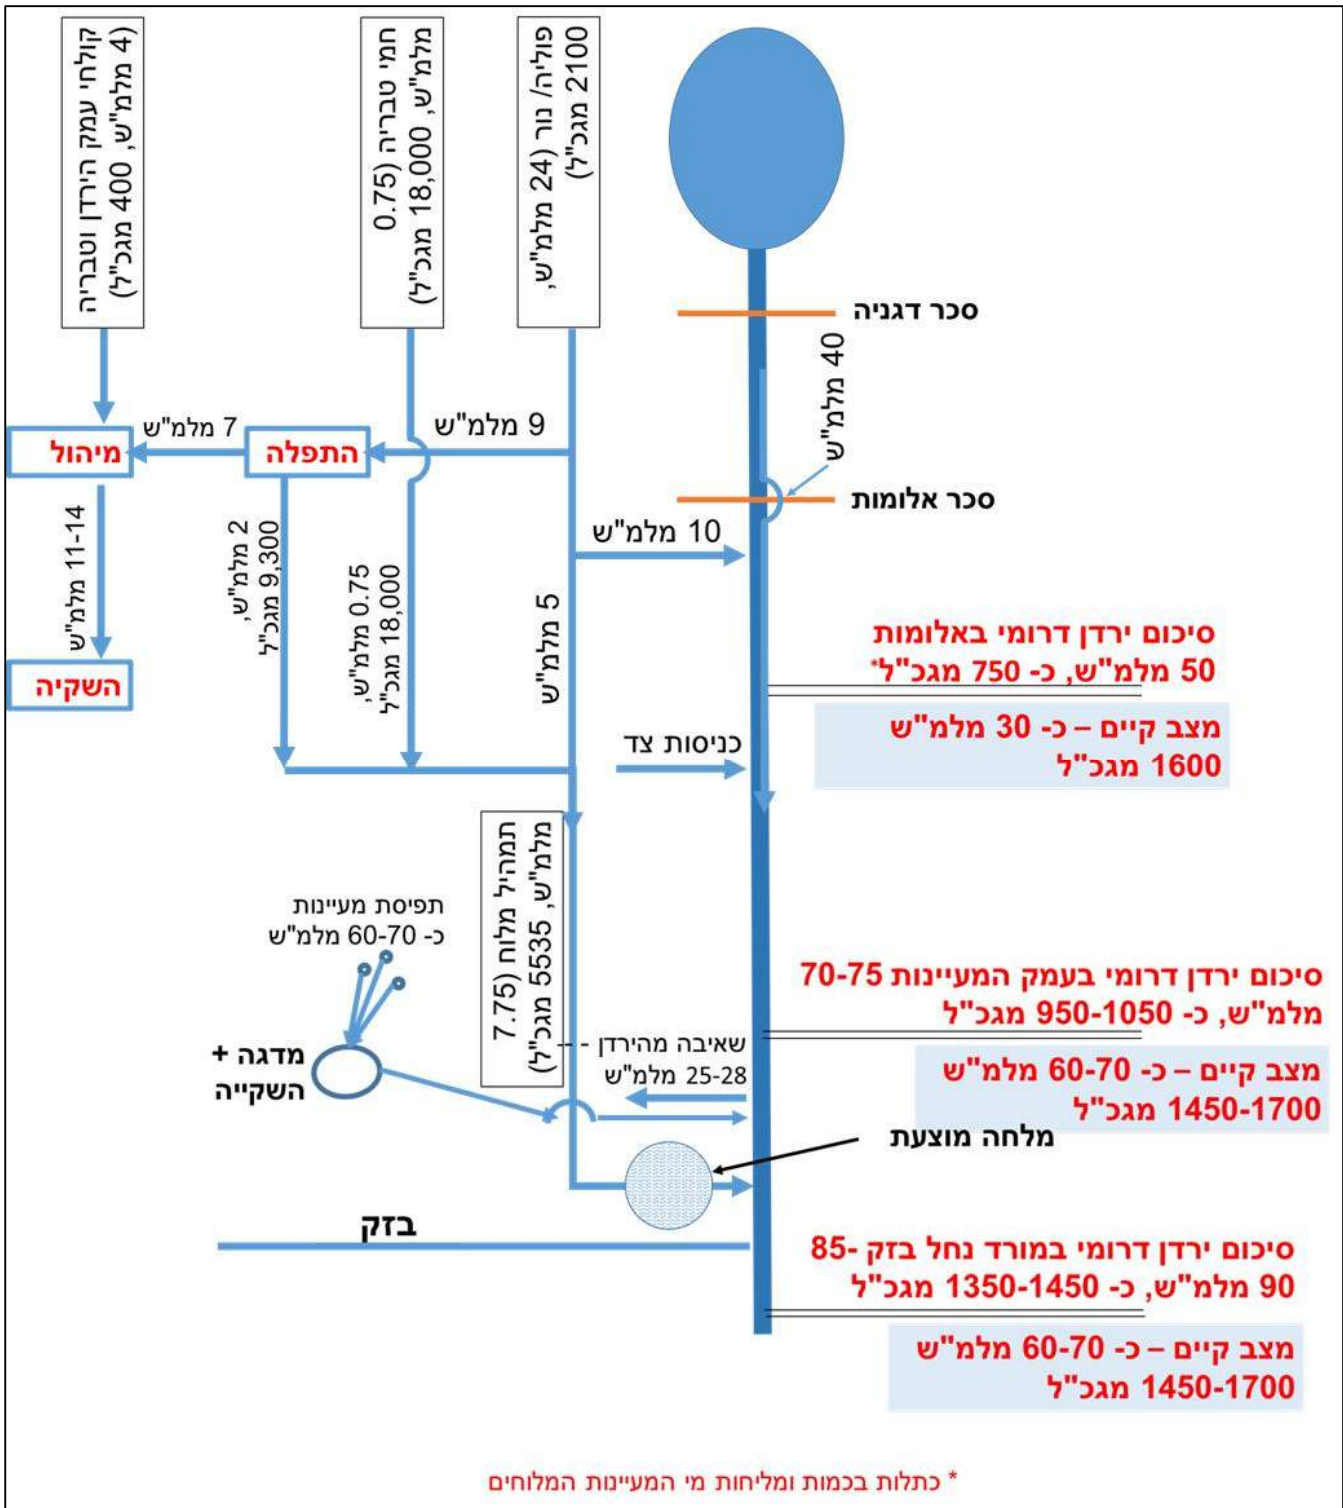 קולחי עמק הירדן וטבריה
(4 מלמ"ש, 400 מגכ"ל)
חמי טבריה (0.75
מלמ"ש, 18,000 מגכ"ל)
פוליה/ נור (24 מלמ"ש,
2100 מגכ"ל)
סכר דגניה
40 מלמ"ש
סכר אלומות
9 מלמ"ש
התפלה
7 מלמ"ש
מיהול
11-14 מלמ"ש
השקיה
2 מלמ"ש,
9,300 מגכ"ל
0.75 מלמ"ש,
18,000 מגכ"ל
10 מלמ"ש
5 מלמ"ש
סיכום ירדן דרומי באלומות
50 מלמ"ש, כ- 750 מגכ"ל*
מצב קיים – כ- 30 מלמ"ש
1600 מגכ"ל
כניסות צד
תמהיל מלוח (7.75
מלמ"ש, 5535 מגכ"ל)
תפיסת מעיינות
כ- 60-70 מלמ"ש
מדגה +
השקייה
שאיבה מהירדן
25-28 מלמ"ש
סיכום ירדן דרומי בעמק המעיינות 70-75
מלמ"ש, כ- 950-1050 מגכ"ל
מצב קיים – כ- 60-70 מלמ"ש
1450-1700 מגכ"ל
מלחה מוצעת
בזק
סיכום ירדן דרומי במורד נחל בזק 85-
90 מלמ"ש, כ- 1350-1450 מגכ"ל
מצב קיים – כ- 60-70 מלמ"ש
1450-1700 מגכ"ל
* כתלות בכמות ומליחות מי המעיינות המלוחים